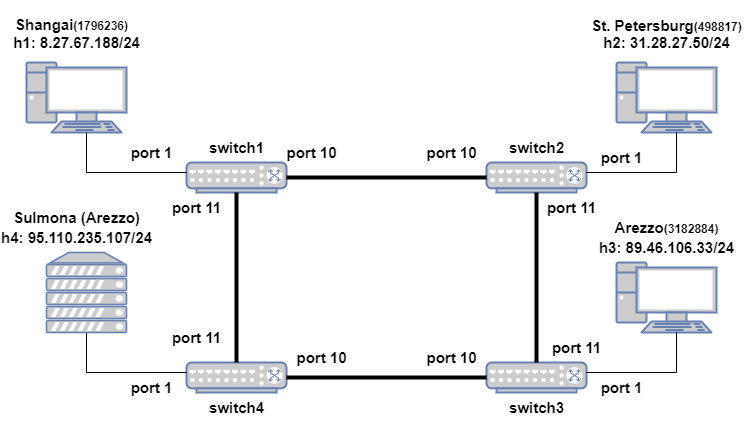 Shangai(1796236)
h1: 8.27.67.188/24
St. Petersburg(498817)
h2: 31.28.27.50/24
switch1
switch2
port 1
port 10
port 10
port 1
port 11
port 11
Sulmona (Arezzo)
h4: 95.110.235.107/24
Arezzo(3182884)
h3: 89.46.106.33/24
port 11
port 11
port 10
port 10
port 1
port 1
switch4
switch3